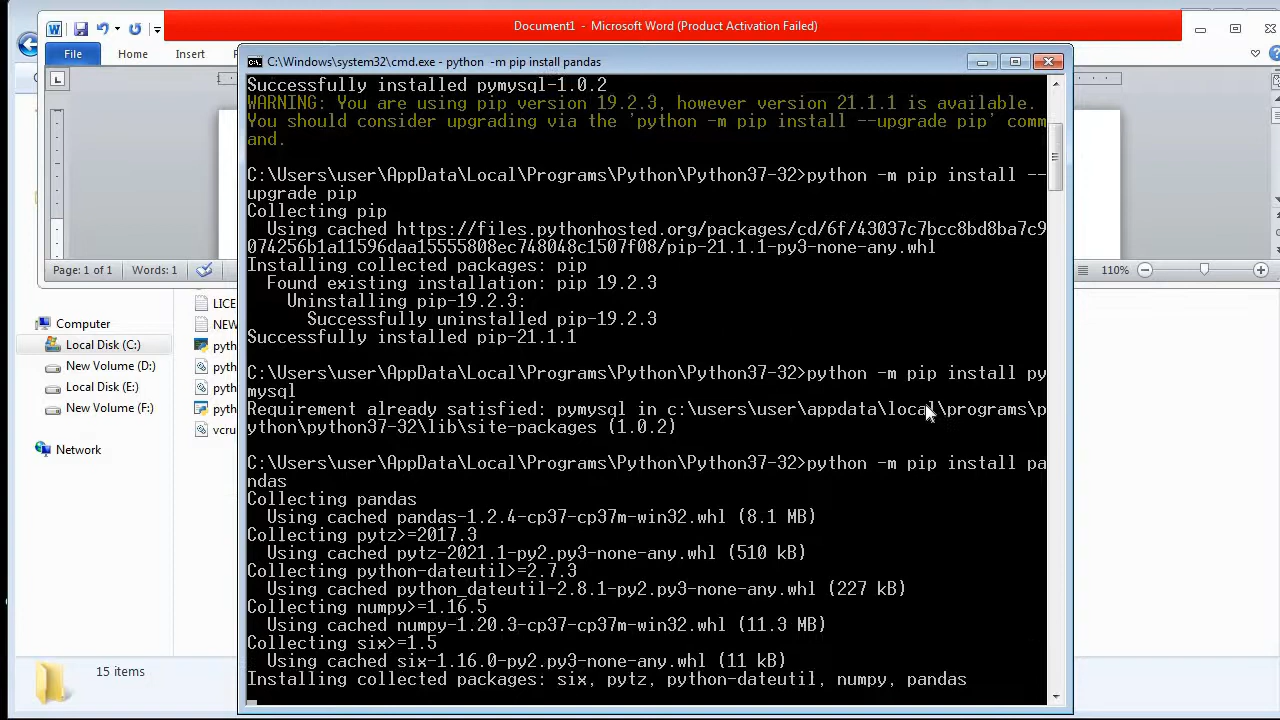 Document1 - Microsoft Word (Product Activation Failed)
W
File
Home
Insert
C:\Windows\system32\cmd.exe - python -m pip install pandas
Successfully installed pymysql-1.0.2
WARNING: You are using pip version 19.2.3, however version 21.1.1 is available.
You should consider upgrading via the 'python -m pip install --upgrade pip' comm
and.
C:\Users\user\AppData\Local\Programs\Python\Python37-32>python -m pip install --
upgrade pip
Collecting pip
Using cached https://files.pythonhosted.org/packages/cd/6f/43037c7bcc8bd8ba7c9
074256b1a11596daa15555808ec748048c1507f08/pip-21.1.1-py3-none-any.whl
Installing collected packages: pip
Found existing installation: pip 19.2.3
Uninstalling pip-19.2.3:
Successfully uninstalled pip-19.2.3
Successfully installed pip-21.1.1
C:\Users\user\AppData\Local\Programs\Python\Python37-32>python -m pip install py
mysql
Requirement already satisfied: pymysql in c:\users\user\appdata\local\programs\p
ython\python37-32\lib\site-packages (1.0.2)
C:\Users\user\AppData\Local\Programs\Python\Python37-32>python -m pip install pa
ndas
Collecting pandas
Using cached pandas-1.2.4-cp37-cp37m-win32.whl (8.1 MB)
Collecting pytz>=2017.3
Using cached pytz-2021.1-py2.py3-none-any.whl (510 kB)
Collecting python-dateutil>=2.7.3
Using cached python_dateutil-2.8.1-py2.py3-none-any.whl (227 kB)
Collecting numpy>=1.16.5
Using cached numpy-1.20.3-cp37-cp37m-win32.whl (11.3 MB)
Collecting six>=1.5
Using cached six-1.16.0-py2.py3-none-any.whl (11 kB)
Installing collected packages: six, pytz, python-dateutil, numpy, pandas
Page: 1 of 1
Words: 1
110%
Computer
Local Disk (C:)
New Volume (D:)
Local Disk (E:)
New Volume (F:)
Network
LICE
NEW
pyth
pyth
pyth
pyth
vcru
15 items